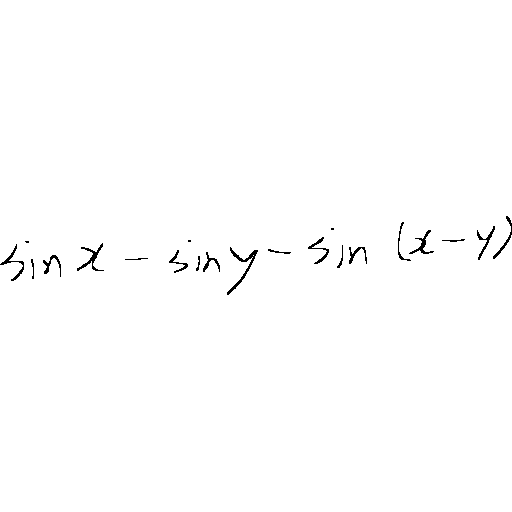 sin x - sin y - sin (x - y)